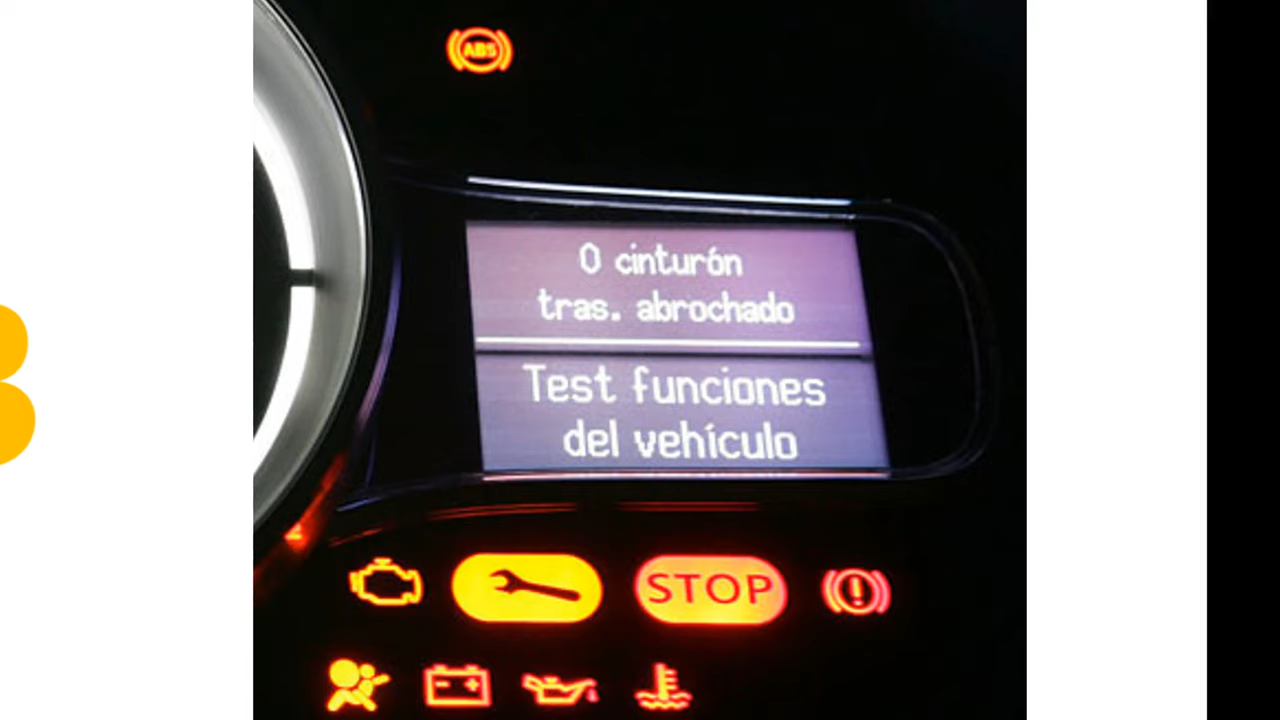 ABS
0 cinturón
tras. abrochado
Test funciones
del vehículo
STOP